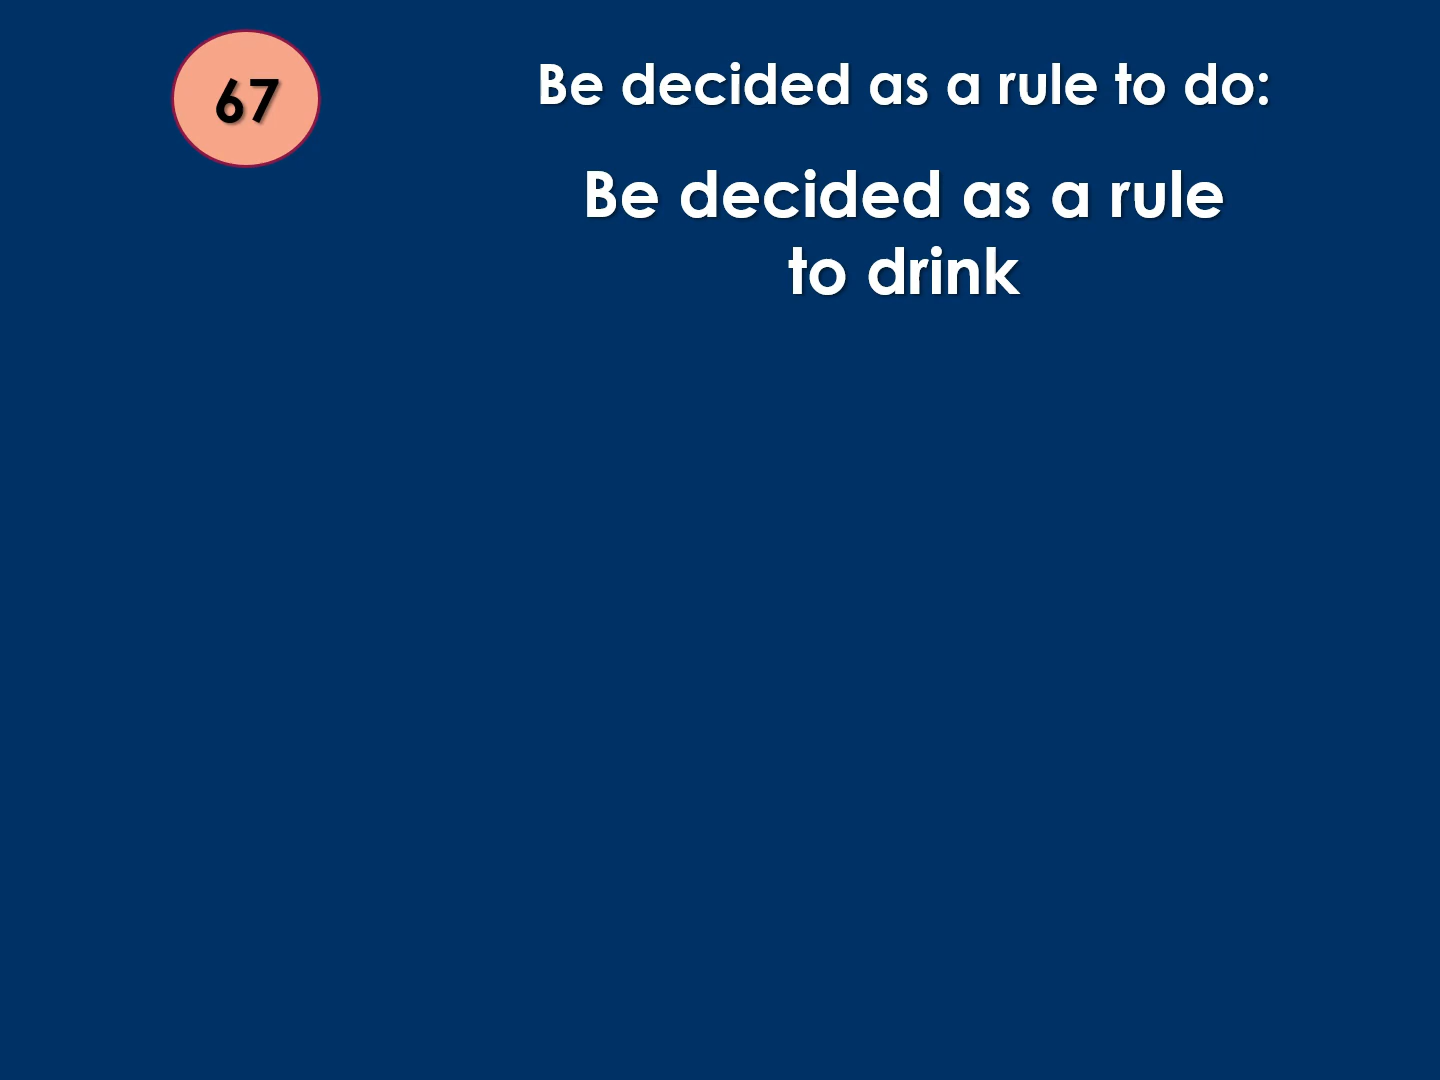 67
Be decided as a rule to do:
Be decided as a rule
to drink